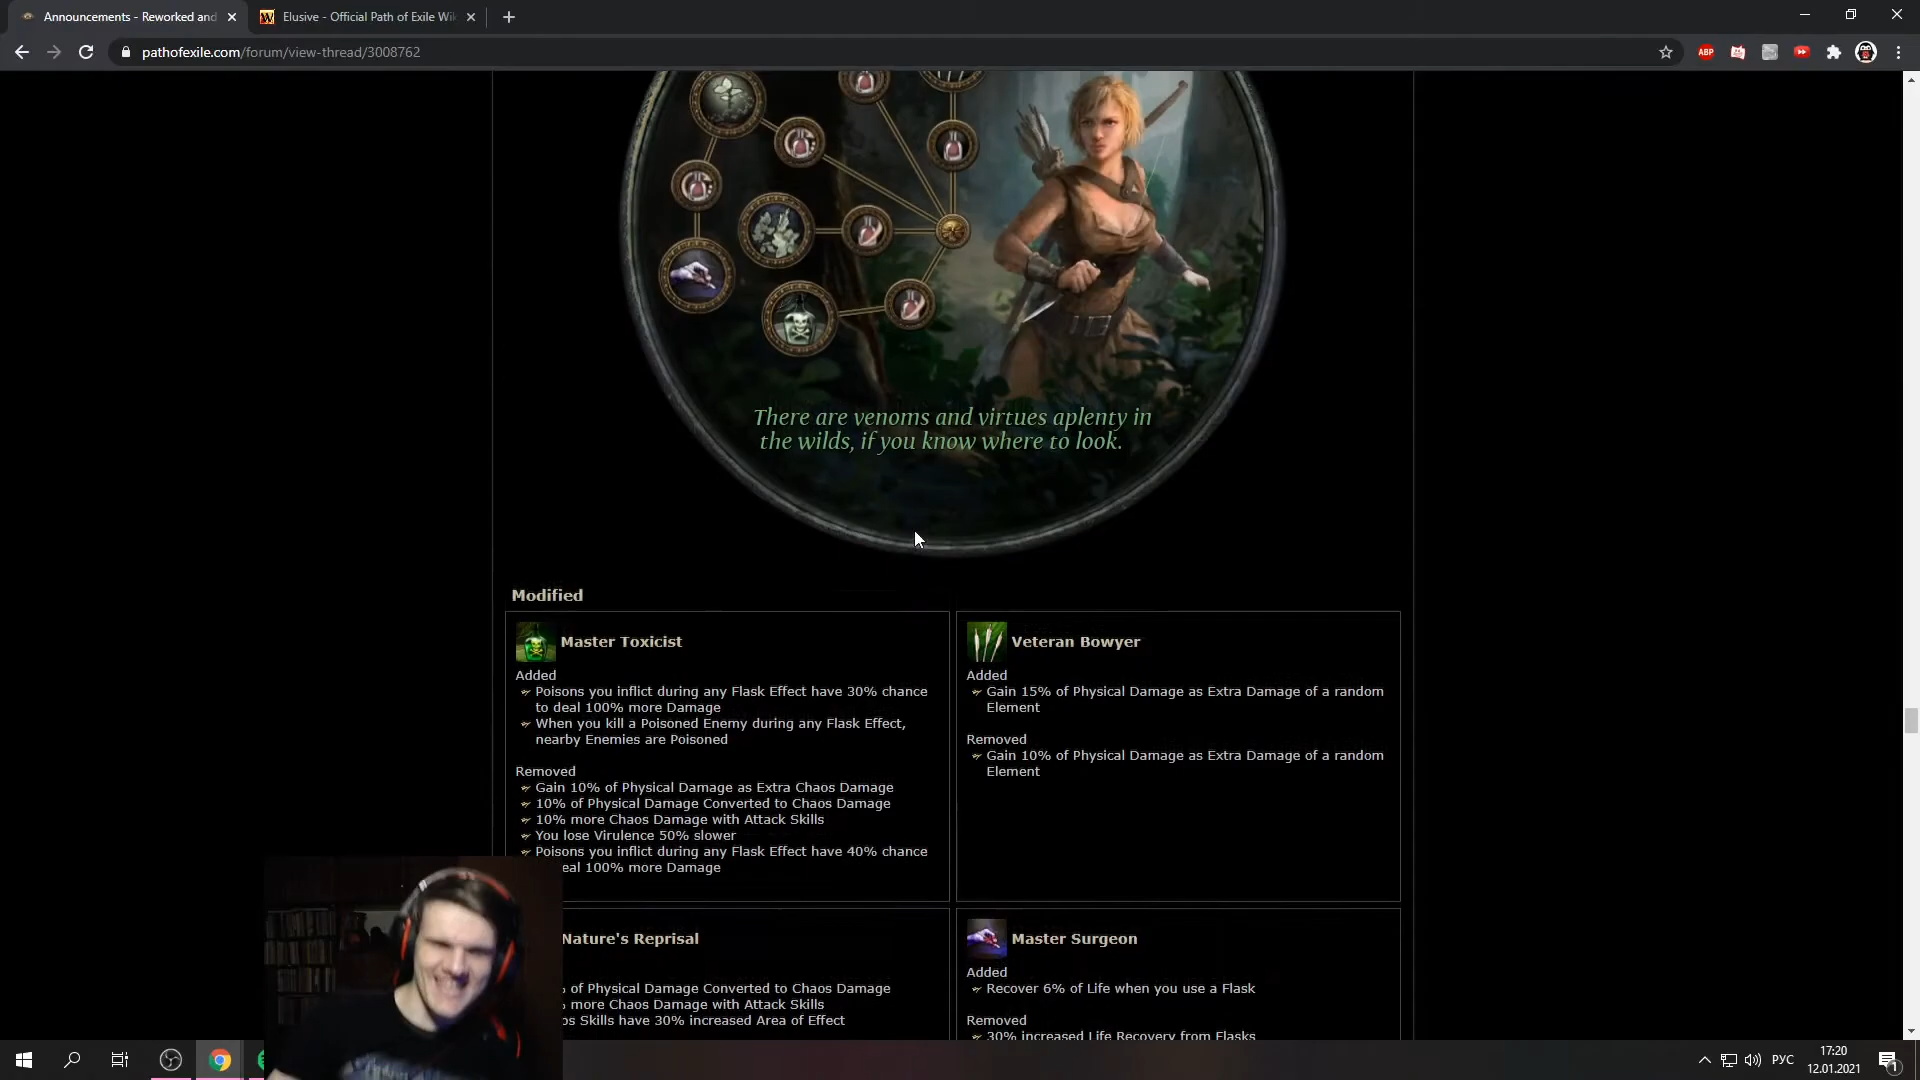 Announcements - Reworked and
Elusive - Official Path of Exile Wik
pathofexile.com/forum/view-thread/3008762
ABP
There are venoms and virtues aplenty in
the wilds, if you know where to look.
Modified
Master Toxicist
Added
Poisons you inflict during any Flask Effect have 30% chance
to deal 100% more Damage
When you kill a Poisoned Enemy during any Flask Effect,
nearby Enemies are Poisoned
Removed
Gain 10% of Physical Damage as Extra Chaos Damage
10% of Physical Damage Converted to Chaos Damage
10% more Chaos Damage with Attack Skills
You lose Virulence 50% slower
Poisons you inflict during any Flask Effect have 40% chance
eal 100% more Damage
Veteran Bowyer
Added
Gain 15% of Physical Damage as Extra Damage of a random
Element
Removed
Gain 10% of Physical Damage as Extra Damage of a random
Element
Nature's Reprisal
of Physical Damage Converted to Chaos Damage
more Chaos Damage with Attack Skills
os Skills have 30% increased Area of Effect
Master Surgeon
Added
Recover 6% of Life when you use a Flask
Removed
30% increased Life Recovery from Flasks
РУС
17:20
12.01.2021
1